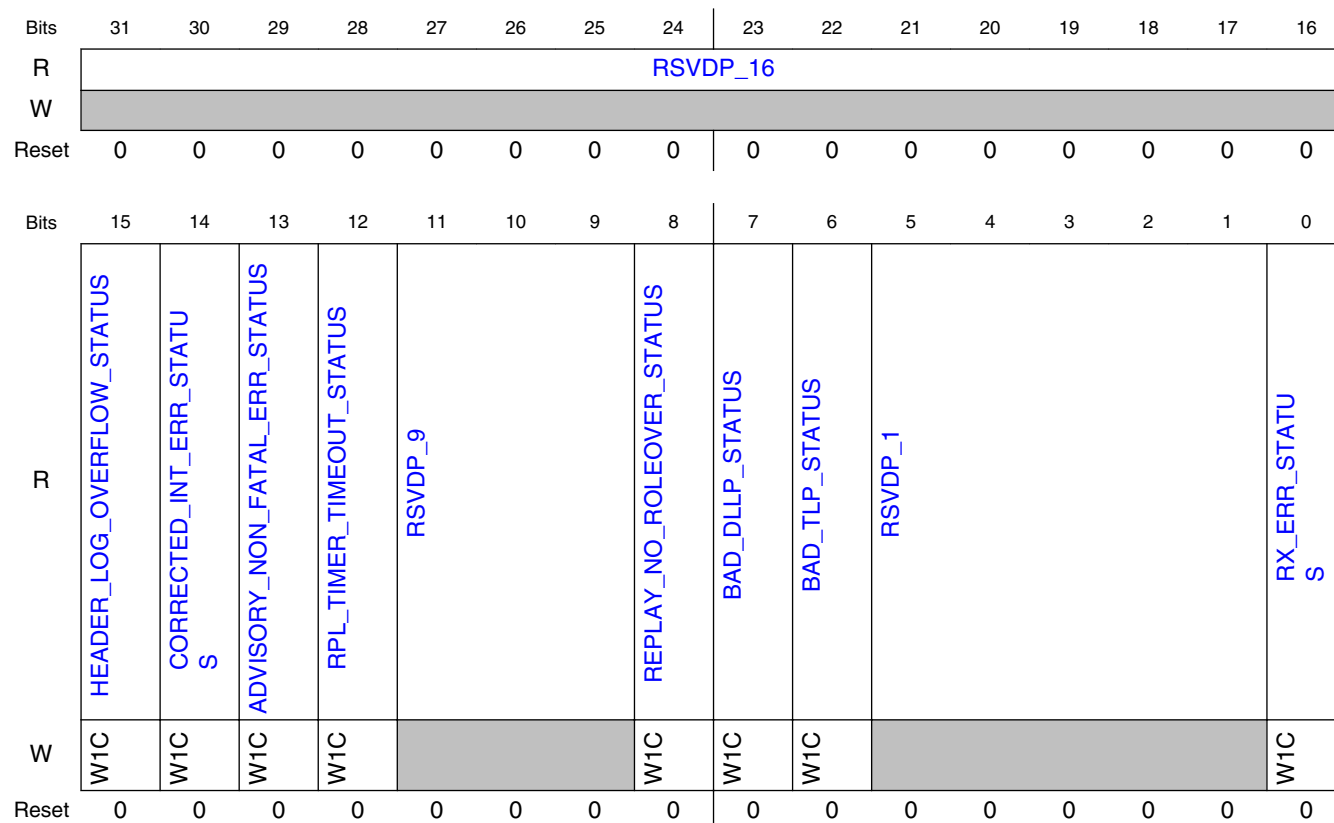 Bits 31 30 29 28 27 26 25 24 23 22 21 20 19 18 17 16
R RSVDP_16
W
Reset 0 0 0 0 0 0 0 0 0 0 0 0 0 0 0 0
Bits 15 14 13 12 11 10 9 8 7 6 5 4 3 2 1 0
R
HEADER_LOG_OVERFLOW_STATUS
CORRECTED_INT_ERR_STATU
S
ADVISORY_NON_FATAL_ERR_STATUS
RPL_TIMER_TIMEOUT_STATUS
RSVDP_9
REPLAY_NO_ROLEOVER_STATUS
BAD_DLLP_STATUS
BAD_TLP_STATUS
RSVDP_1
RX_ERR_STATU
S
W W1C W1C W1C W1C W1C W1C W1C W1C
Reset 0 0 0 0 0 0 0 0 0 0 0 0 0 0 0 0